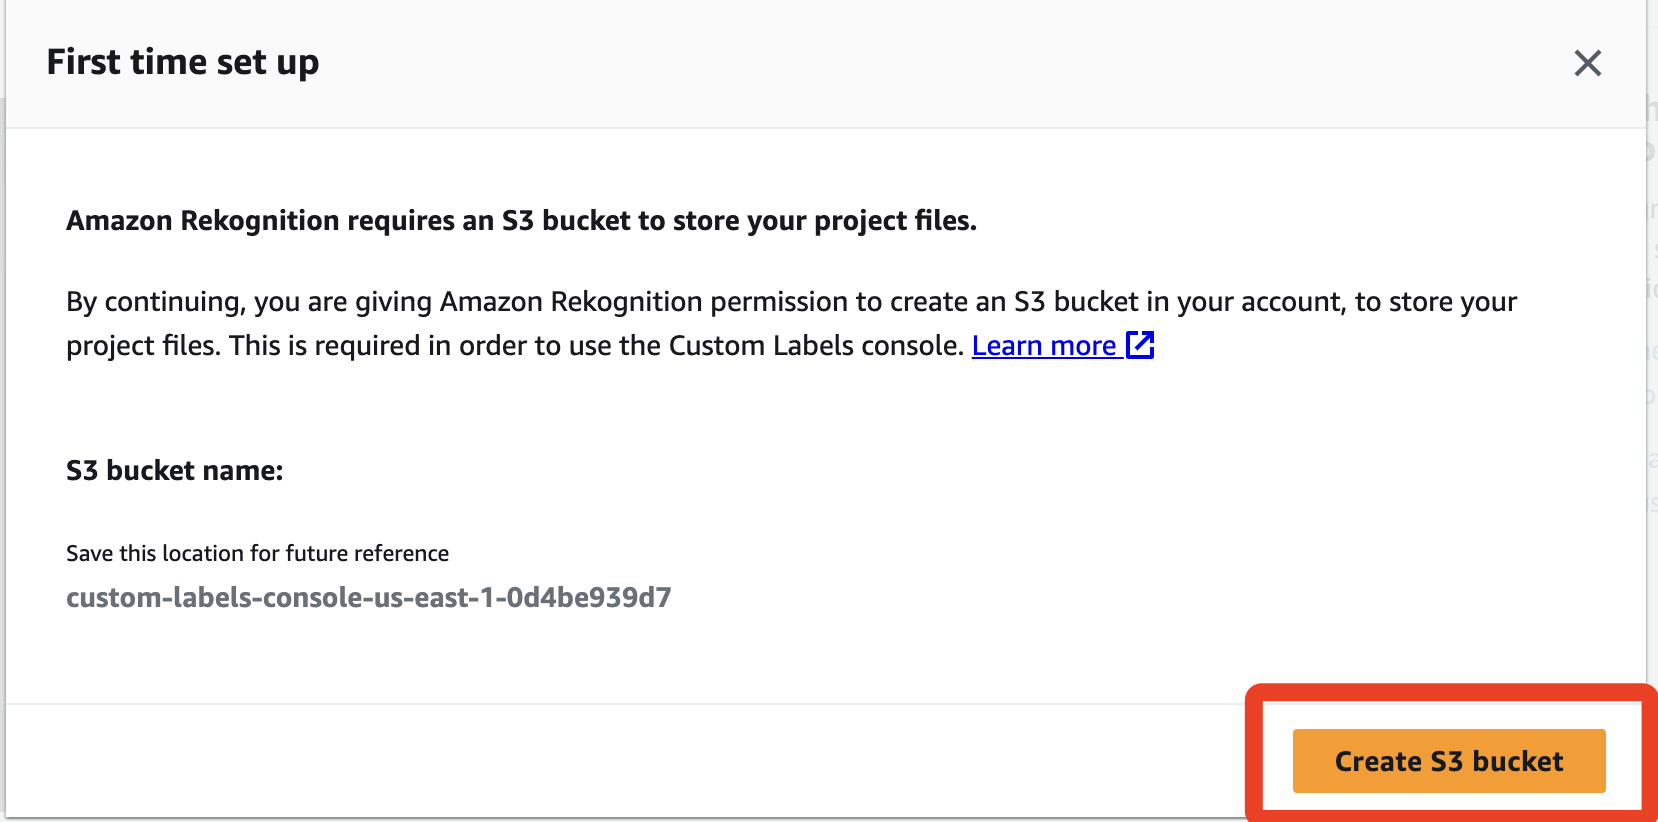 First time set up
Amazon Rekognition requires an S3 bucket to store your project files.
By continuing, you are giving Amazon Rekognition permission to create an S3 bucket in your account, to store your
project files. This is required in order to use the Custom Labels console. Learn more
S3 bucket name:
Save this location for future reference
custom-labels-console-us-east-1-0d4be939d7
Create S3 bucket